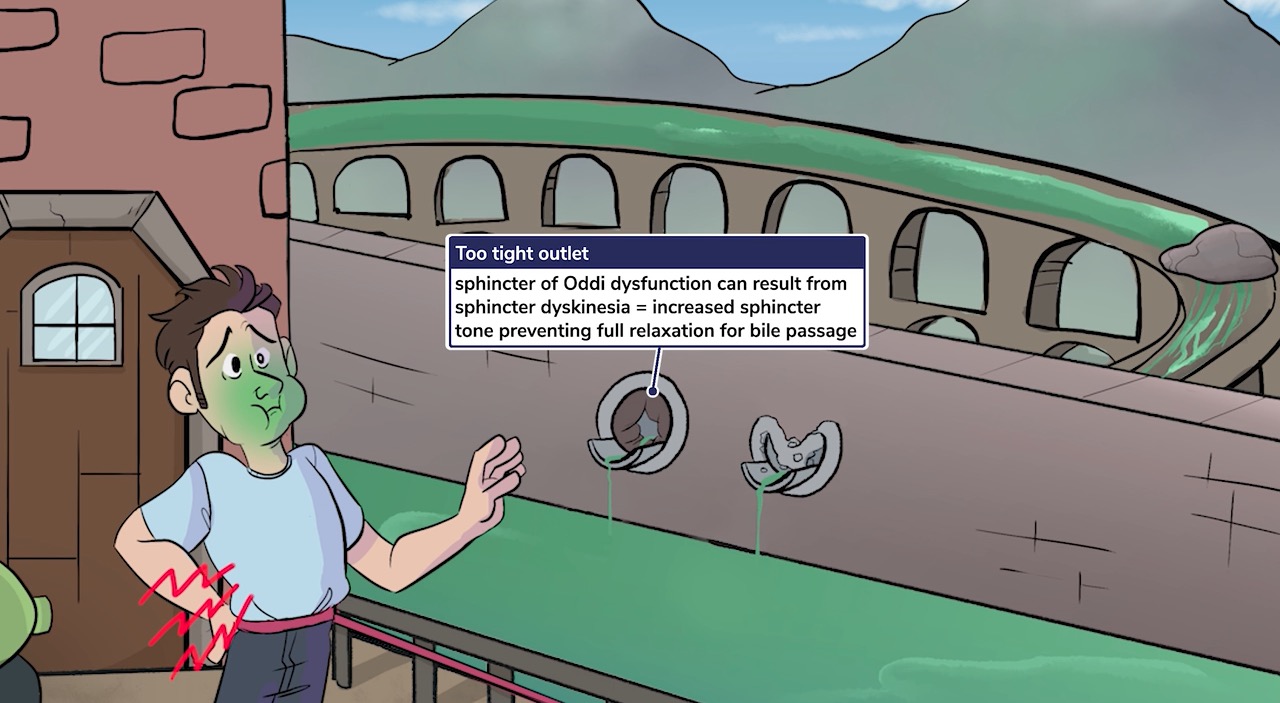 Too tight outlet
sphincter of Oddi dysfunction can result from
sphincter dyskinesia = increased sphincter
tone preventing full relaxation for bile passage